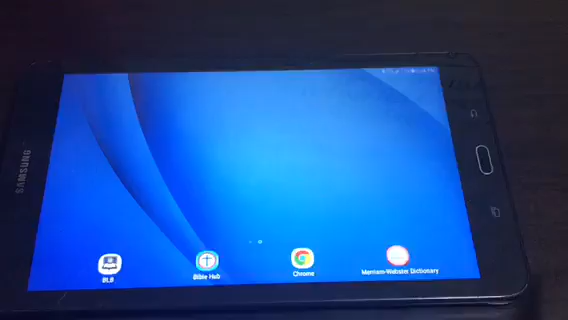 SAMSUNG
BLB
Bible Hub
Chrome
Merriam-Webster Dictionary